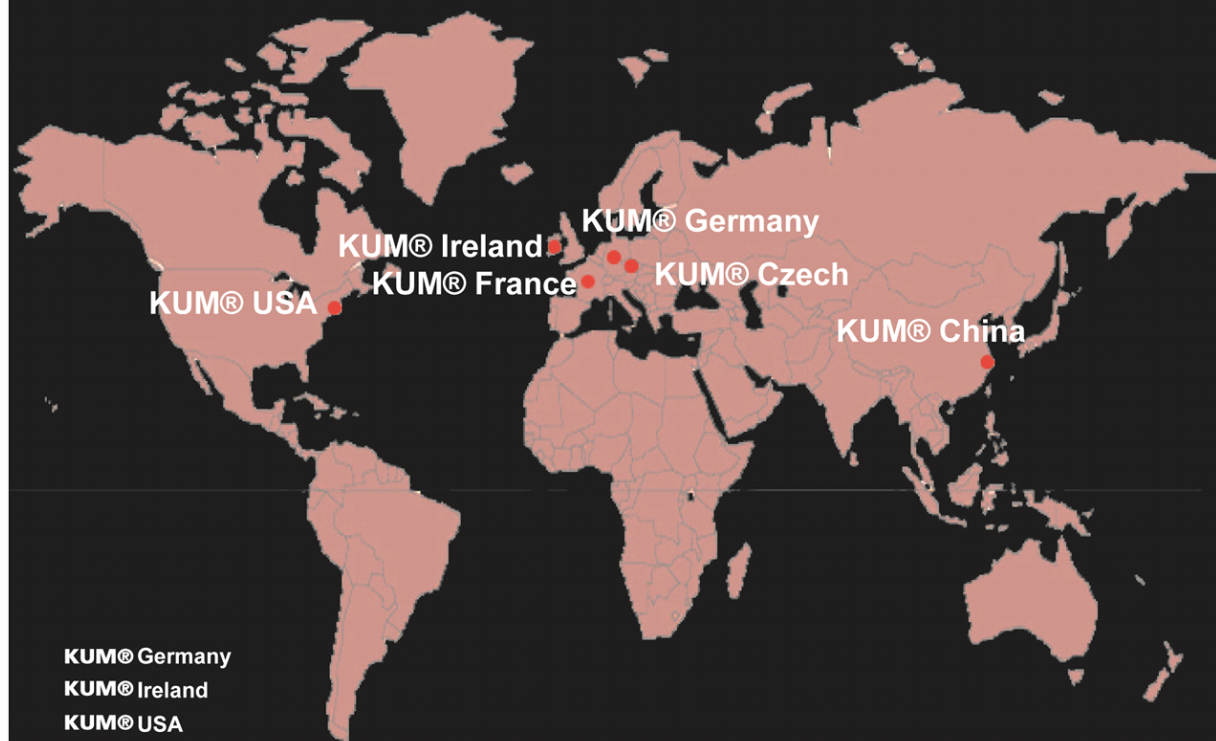 KUM® Germany
KUM® Ireland
KUM® Czech
KUM® France
KUM® USA
KUM® China
KUM® Germany
KUM® Ireland
KUM® USA